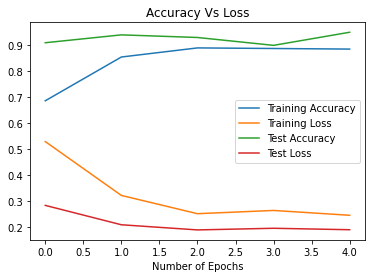 Accuracy Vs Loss
0.9
0.8
0.7
0.6
0.5
0.4
0.3
0.2
Training Accuracy
Training Loss
Test Accuracy
Test Loss
0.0 0.5 1.0 1.5 2.0 2.5 3.0 3.5 4.0
Number of Epochs